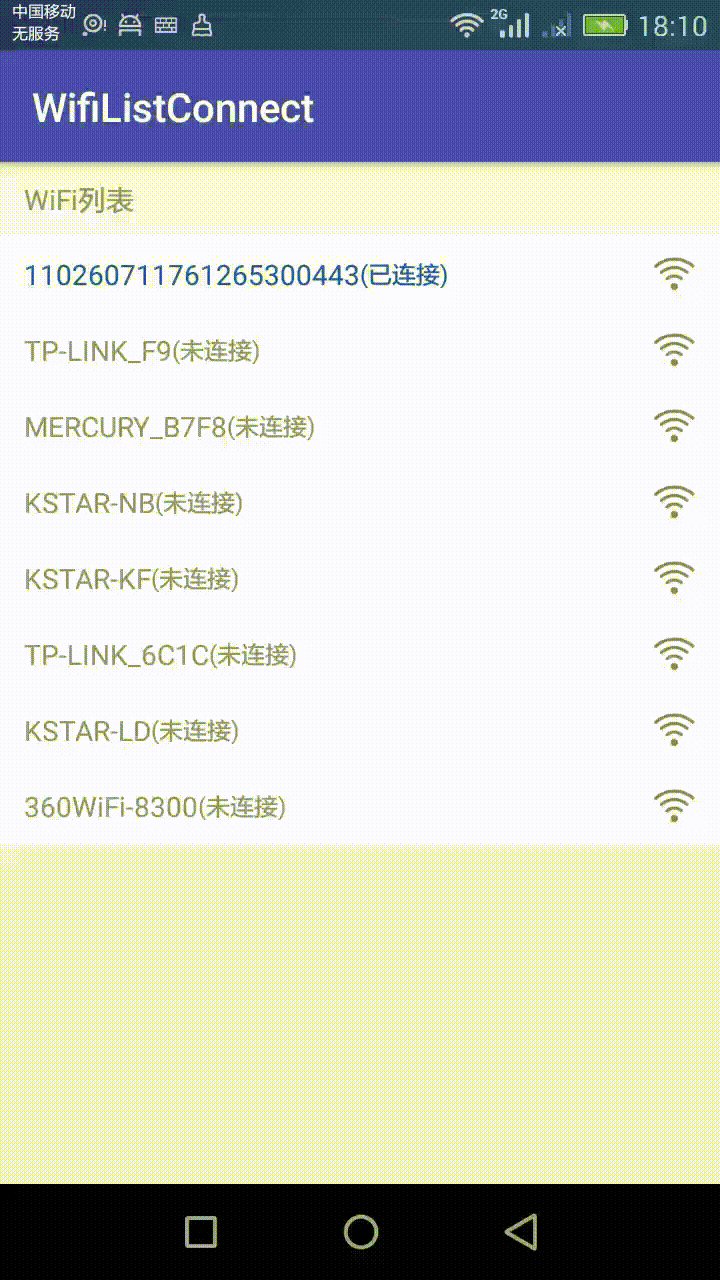 中国移动
无服务
2G
18:10
WifiListConnect
WiFi列表
110260711761265300443(已连接)
TP-LINK_F9(未连接)
MERCURY_B7F8(未连接)
KSTAR-NB(未连接)
KSTAR-KF(未连接)
TP-LINK_6C1C(未连接)
KSTAR-LD(未连接)
360WiFi-8300(未连接)